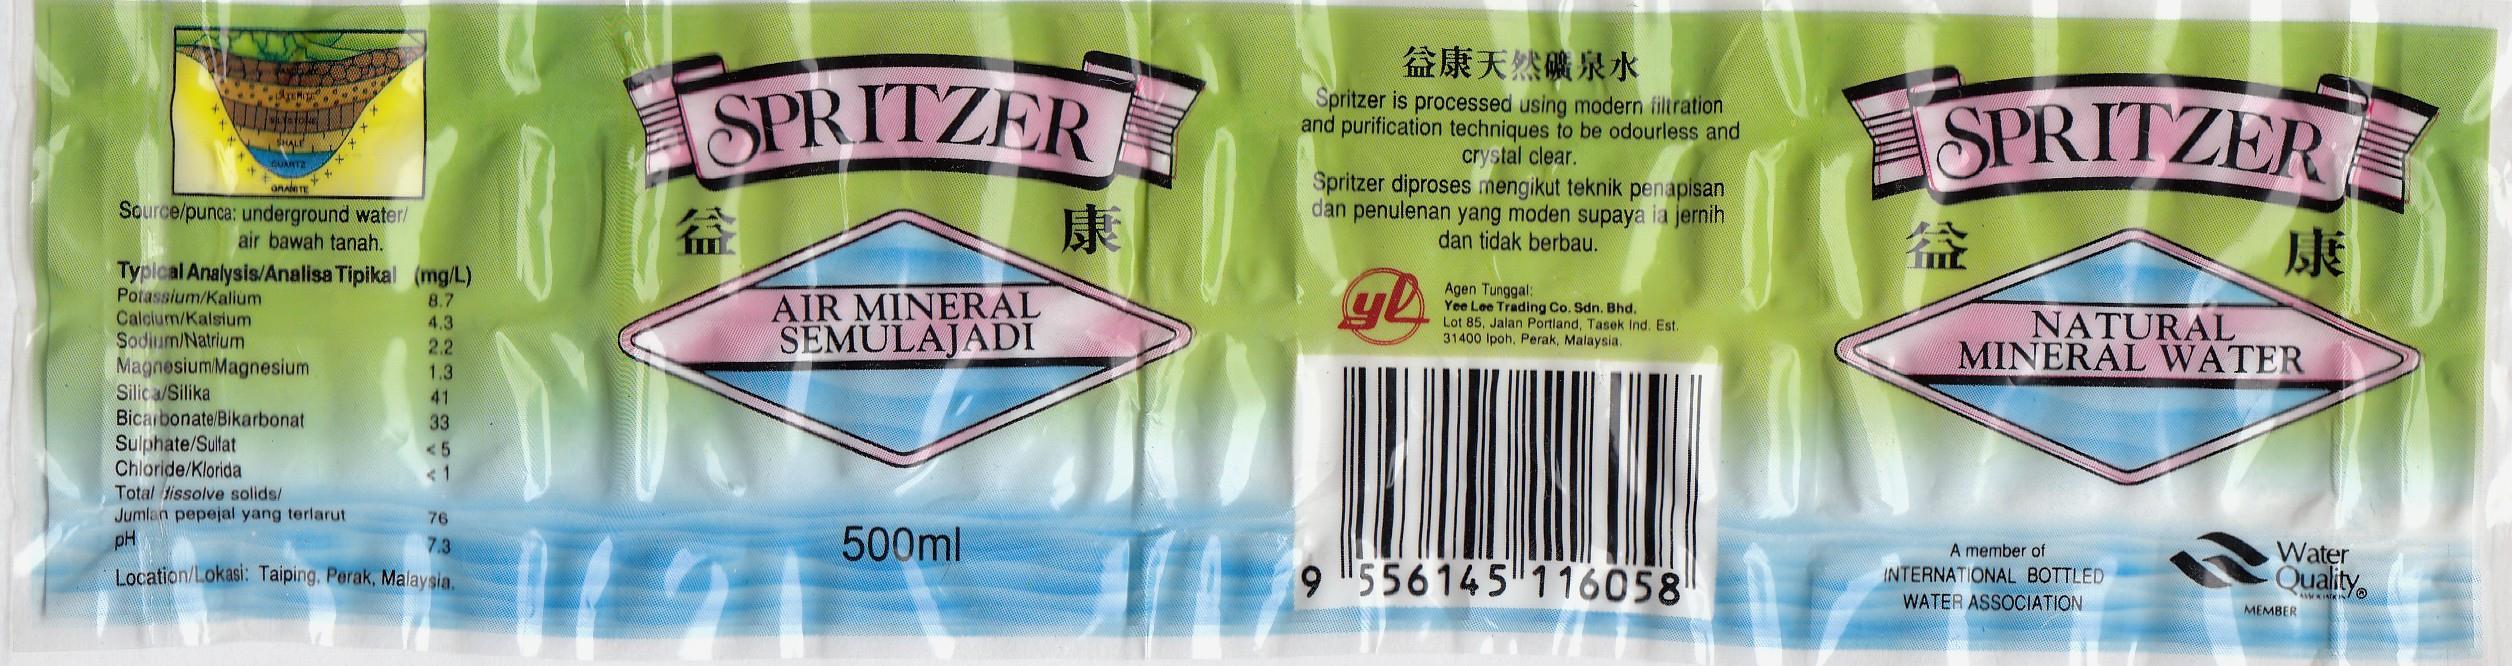 LATERITE
SILTSTONE
SHALE
QUARTZ
GRANITE
Source/punca: underground water/
air bawah tanah.
Typical Analysis/Analisa Tipikal (mg/L)
Potassium/Kalium 8.7
Calcium/Kalsium 4.3
Sodium/Natrium 2.2
Magnesium/Magnesium 1.3
Silica/Silika 41
Bicarbonate/Bikarbonat 33
Sulphate/Sulfat < 5
Chloride/Klorida < 1
Total dissolve solids/
Jumlah pepejal yang terlarut 76
pH 7.3
Location/Lokasi: Taiping, Perak, Malaysia.
SPRITZER
益 康
AIR MINERAL
SEMULAJADI
500ml
益康天然礦泉水
Spritzer is processed using modern filtration
and purification techniques to be odourless and
crystal clear.
Spritzer diproses mengikut teknik penapisan
dan penulenan yang moden supaya ia jernih
dan tidak berbau.
yl
Agen Tunggal:
Yee Lee Trading Co. Sdn. Bhd.
Lot 85, Jalan Portland, Tasek Ind. Est.
31400 Ipoh, Perak, Malaysia.
9 556145 116058
SPRITZER
益 康
NATURAL
MINERAL WATER
A member of
INTERNATIONAL BOTTLED
WATER ASSOCIATION
Water
Quality®
ASSOCIATION
MEMBER